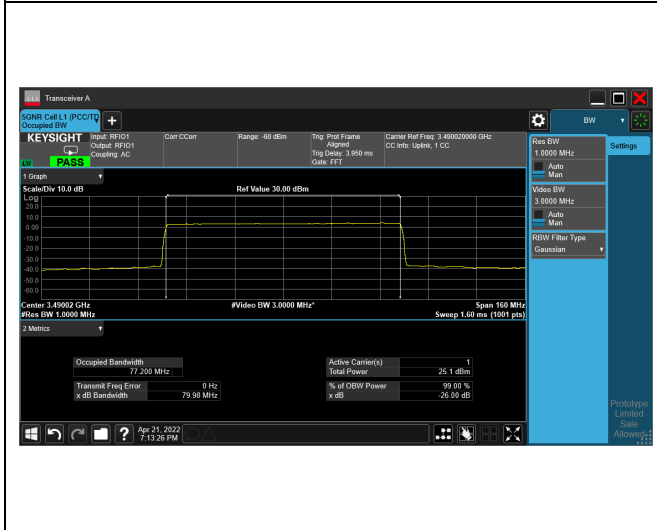 Transceiver A
5GNR Cell L1 (PCC/TD
Occupied BW
BW
KEYSIGHT
LXI
PASS
Input: RFIO1
Output: RFIO1
Coupling: AC
Corr CCorr
Range: -60 dBm
Trig: Prot Frame
Aligned
Trig Delay: 3.950 ms
Gate: FFT
Carrier Ref Freq: 3.490020000 GHz
CC Info: Uplink, 1 CC
Res BW
1.0000 MHz
Auto
Man
Settings
Video BW
3.0000 MHz
Auto
Man
RBW Filter Type
Gaussian
1 Graph
Scale/Div 10.0 dB
Ref Value 30.00 dBm
Log
20.0
10.0
0.00
-10.0
-20.0
-30.0
-40.0
-50.0
-60.0
Center 3.49002 GHz
#Video BW 3.0000 MHz*
Span 160 MHz
#Res BW 1.0000 MHz
Sweep 1.60 ms (1001 pts)
2 Metrics
Occupied Bandwidth
77.200 MHz
Active Carrier(s) 1
Total Power 25.1 dBm
Transmit Freq Error 0 Hz
x dB Bandwidth 79.98 MHz
% of OBW Power 99.00 %
x dB -26.00 dB
Prototype
Limited
Sale
Allowed
Apr 21, 2022
7:13:26 PM